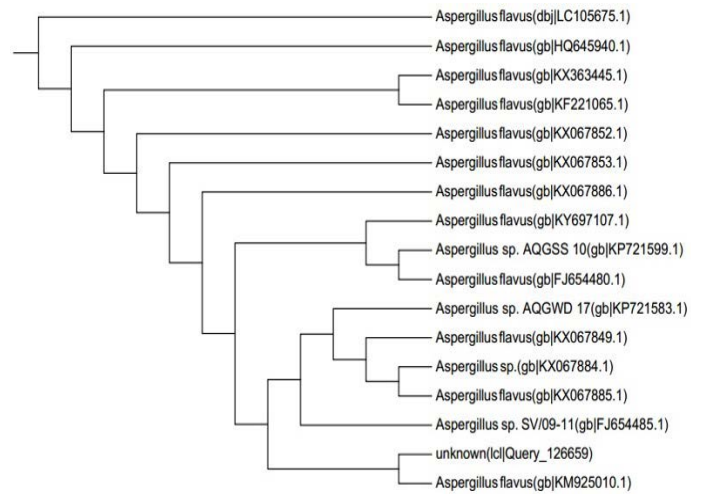 Aspergillus flavus(dbj|LC105675.1)
Aspergillus flavus(gb|HQ645940.1)
Aspergillus flavus(gb|KX363445.1)
Aspergillus flavus(gb|KF221065.1)
Aspergillus flavus(gb|KX067852.1)
Aspergillus flavus(gb|KX067853.1)
Aspergillus flavus(gb|KX067886.1)
Aspergillus flavus(gb|KY697107.1)
Aspergillus sp. AQGSS 10(gb|KP721599.1)
Aspergillus flavus(gb|FJ654480.1)
Aspergillus sp. AQGWD 17(gb|KP721583.1)
Aspergillus flavus(gb|KX067849.1)
Aspergillus sp.(gb|KX067884.1)
Aspergillus flavus(gb|KX067885.1)
Aspergillus sp. SV/09-11(gb|FJ654485.1)
unknown(lcl|Query_126659)
Aspergillus flavus(gb|KM925010.1)